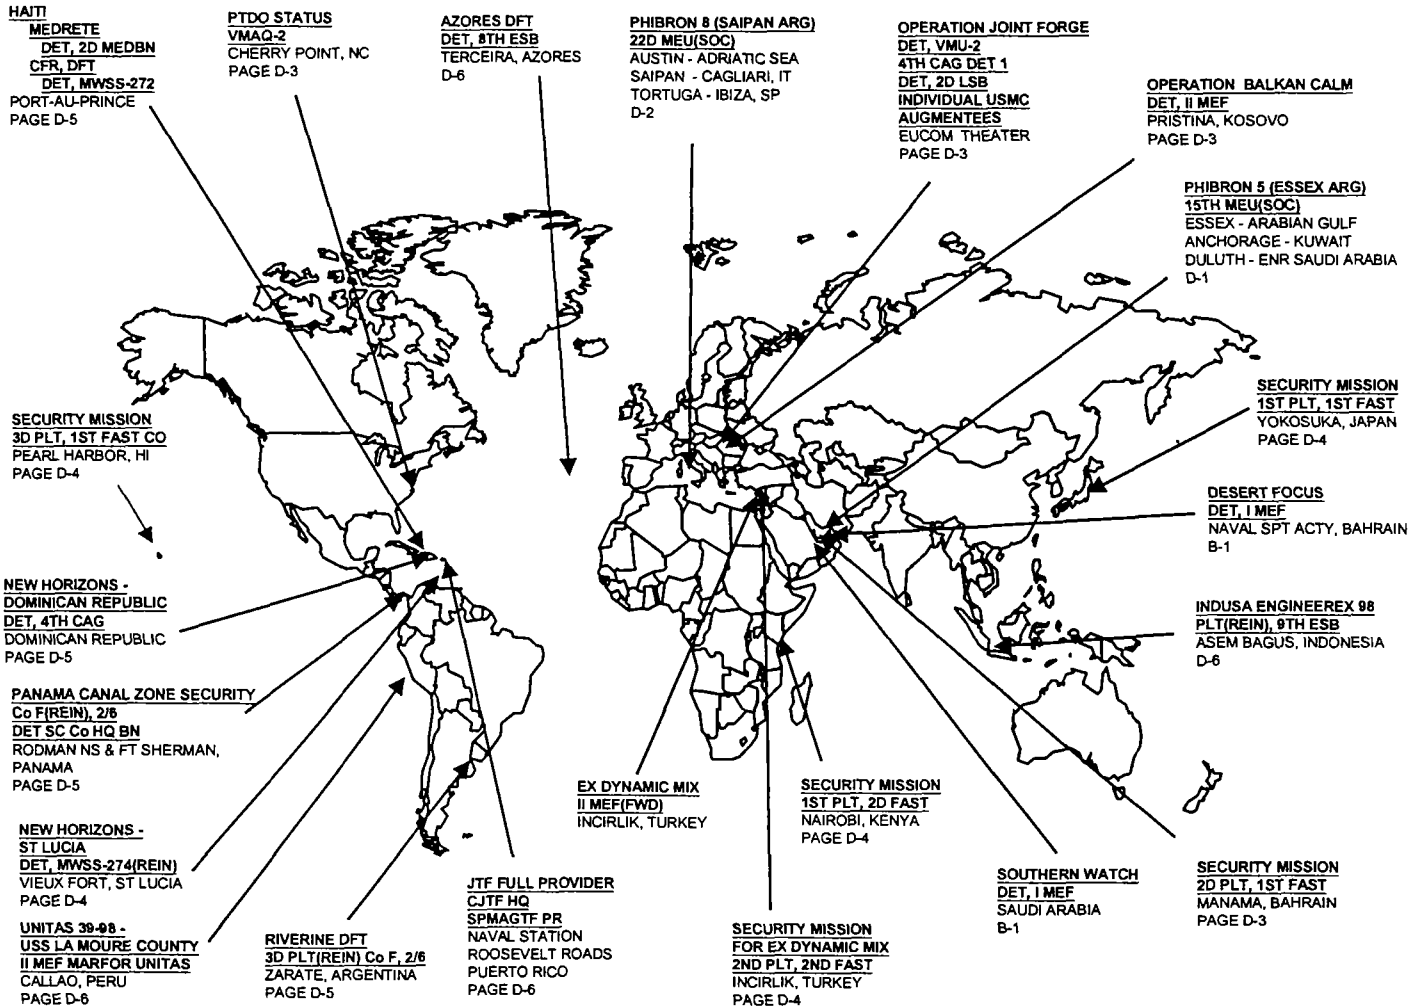 HAITI
MEDRETE
DET, 2D MEDBN
CFR, DFT
DET, MWSS-272
PORT-AU-PRINCE
PAGE D-5
PTDO STATUS
VMAQ-2
CHERRY POINT, NC
PAGE D-3
AZORES DFT
DET, 8TH ESB
TERCEIRA, AZORES
D-6
PHIBRON 8 (SAIPAN ARG)
22D MEU(SOC)
AUSTIN - ADRIATIC SEA
SAIPAN - CAGLIARI, IT
TORTUGA - IBIZA, SP
D-2
OPERATION JOINT FORGE
DET, VMU-2
4TH CAG DET 1
DET, 2D LSB
INDIVIDUAL USMC
AUGMENTEES
EUCOM THEATER
PAGE D-3
OPERATION BALKAN CALM
DET, II MEF
PRISTINA, KOSOVO
PAGE D-3
PHIBRON 5 (ESSEX ARG)
15TH MEU(SOC)
ESSEX - ARABIAN GULF
ANCHORAGE - KUWAIT
DULUTH - ENR SAUDI ARABIA
D-1
SECURITY MISSION
3D PLT, 1ST FAST CO
PEARL HARBOR, HI
PAGE D-4
SECURITY MISSION
1ST PLT, 1ST FAST
YOKOSUKA, JAPAN
PAGE D-4
DESERT FOCUS
DET, I MEF
NAVAL SPT ACTY, BAHRAIN
B-1
NEW HORIZONS -
DOMINICAN REPUBLIC
DET, 4TH CAG
DOMINICAN REPUBLIC
PAGE D-5
INDUSA ENGINEEREX 98
PLT(REIN), 9TH ESB
ASEM BAGUS, INDONESIA
D-6
PANAMA CANAL ZONE SECURITY
Co F(REIN), 2/6
DET SC Co HQ BN
RODMAN NS & FT SHERMAN,
PANAMA
PAGE D-5
EX DYNAMIC MIX
II MEF(FWD)
INCIRLIK, TURKEY
SECURITY MISSION
1ST PLT, 2D FAST
NAIROBI, KENYA
PAGE D-4
NEW HORIZONS -
ST LUCIA
DET, MWSS-274(REIN)
VIEUX FORT, ST LUCIA
PAGE D-4
SOUTHERN WATCH
DET, I MEF
SAUDI ARABIA
B-1
SECURITY MISSION
2D PLT, 1ST FAST
MANAMA, BAHRAIN
PAGE D-3
UNITAS 39-98 -
USS LA MOURE COUNTY
II MEF MARFOR UNITAS
CALLAO, PERU
PAGE D-6
RIVERINE DFT
3D PLT(REIN) Co F, 2/6
ZARATE, ARGENTINA
PAGE D-5
JTF FULL PROVIDER
CJTF HQ
SPMAGTF PR
NAVAL STATION
ROOSEVELT ROADS
PUERTO RICO
PAGE D-6
SECURITY MISSION
FOR EX DYNAMIC MIX
2ND PLT, 2ND FAST
INCIRLIK, TURKEY
PAGE D-4